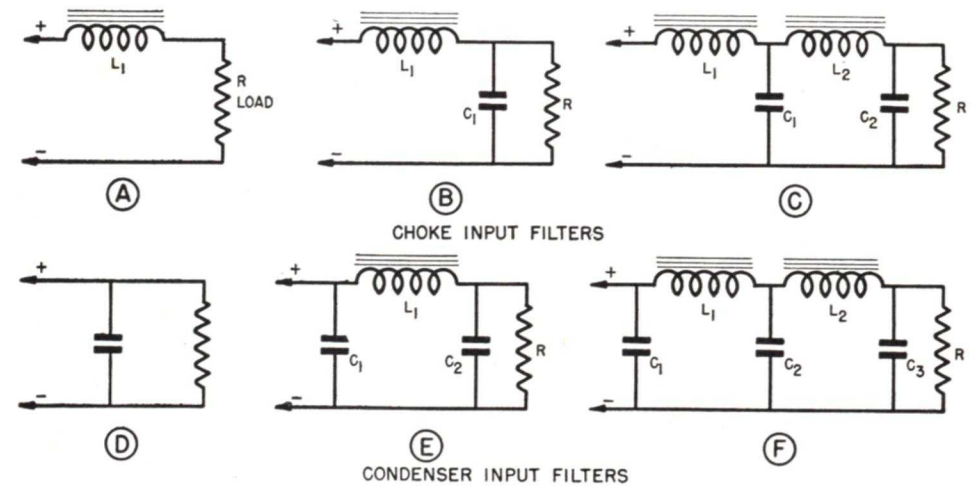 +
L1
R
LOAD
-
A
+
L1
C1
R
-
B
+
L1
L2
C1
C2
R
-
C
CHOKE INPUT FILTERS
+
-
D
+
L1
C1
C2
R
-
E
+
L1
L2
C1
C2
C3
R
-
F
CONDENSER INPUT FILTERS